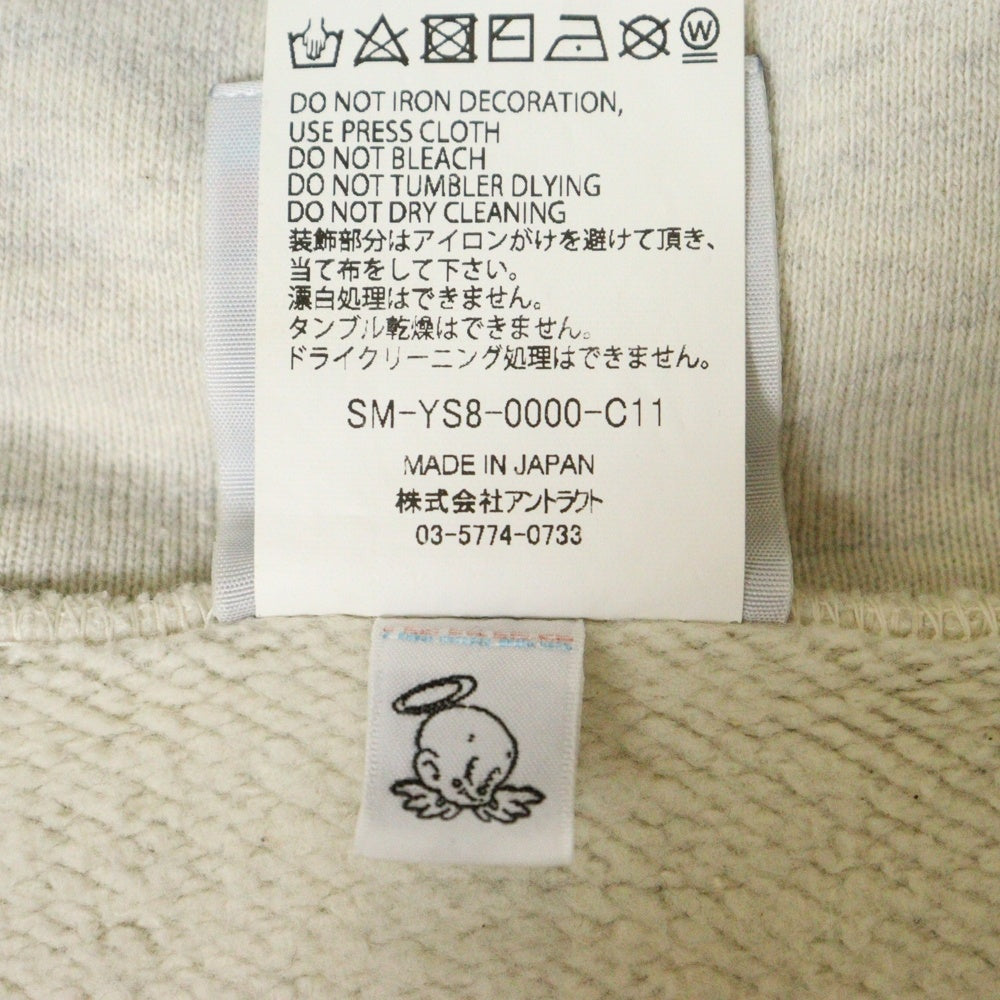 W
DO NOT IRON DECORATION,
USE PRESS CLOTH
DO NOT BLEACH
DO NOT TUMBLER DLYING
DO NOT DRY CLEANING
装飾部分はアイロンがけを避けて頂き、
当て布をして下さい。
漂白処理はできません。
タンブル乾燥はできません。
ドライクリーニング処理はできません。
SM-YS8-0000-C11
MADE IN JAPAN
株式会社アントラクト
03-5774-0733